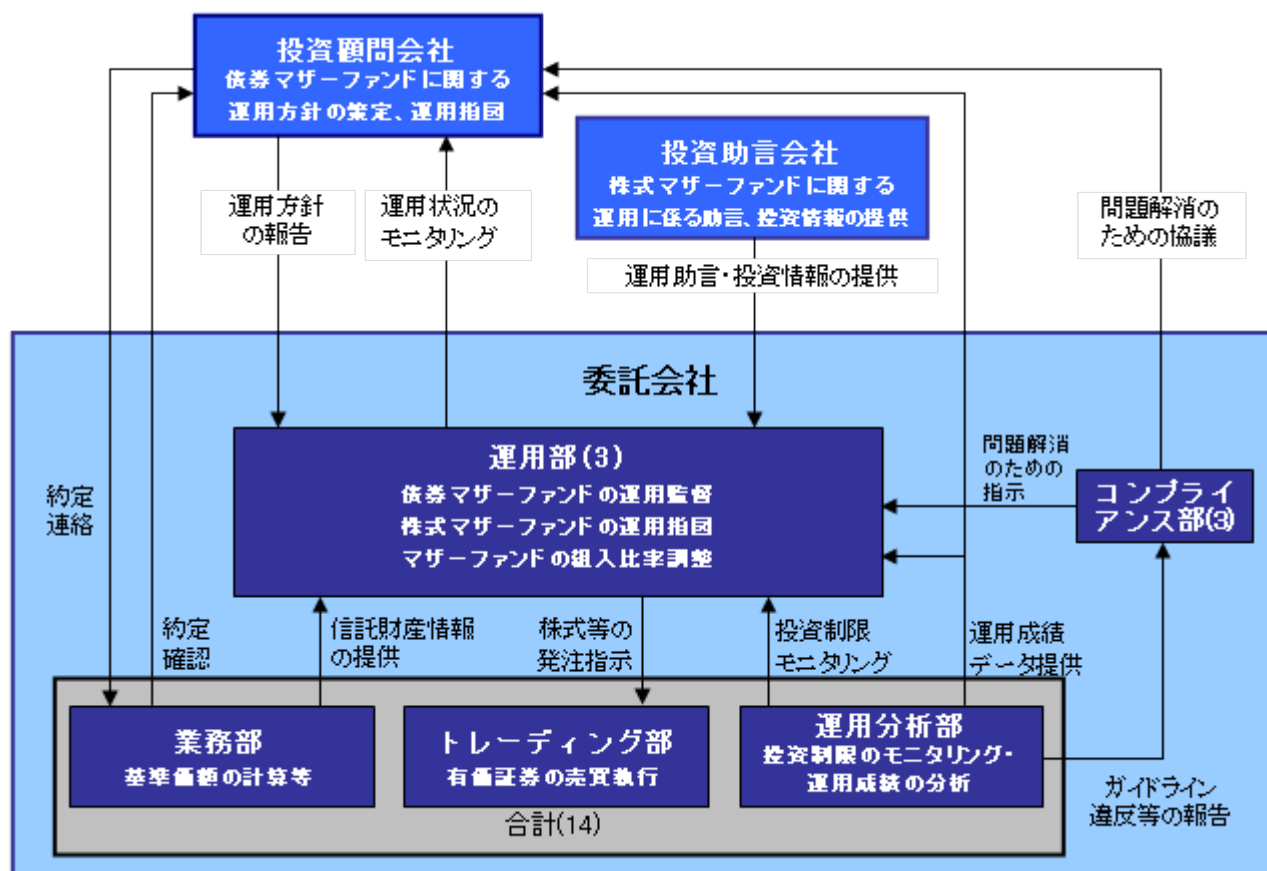 投資顧問会社
債券マザーファンドに関する
運用方針の策定、運用指図
投資助言会社
株式マザーファンドに関する
運用に係る助言、投資情報の提供
運用方針
の報告
運用状況の
モニタリング
問題解消の
ための協議
運用助言・投資情報の提供
委託会社
運用部(3)
債券マザーファンドの運用監督
株式マザーファンドの運用指図
マザーファンドの組入比率調整
問題解消
のための
指示
コンプライ
アンス部(3)
約定
連絡
約定
確認
信託財産情報
の提供
株式等の
発注指示
投資制限
モニタリング
運用成績
データ提供
業務部
基準価額の計算等
トレーディング部
有価証券の売買執行
運用分析部
投資制限のモニタリング・
運用成績の分析
合計(14)
ガイドライン
違反等の報告